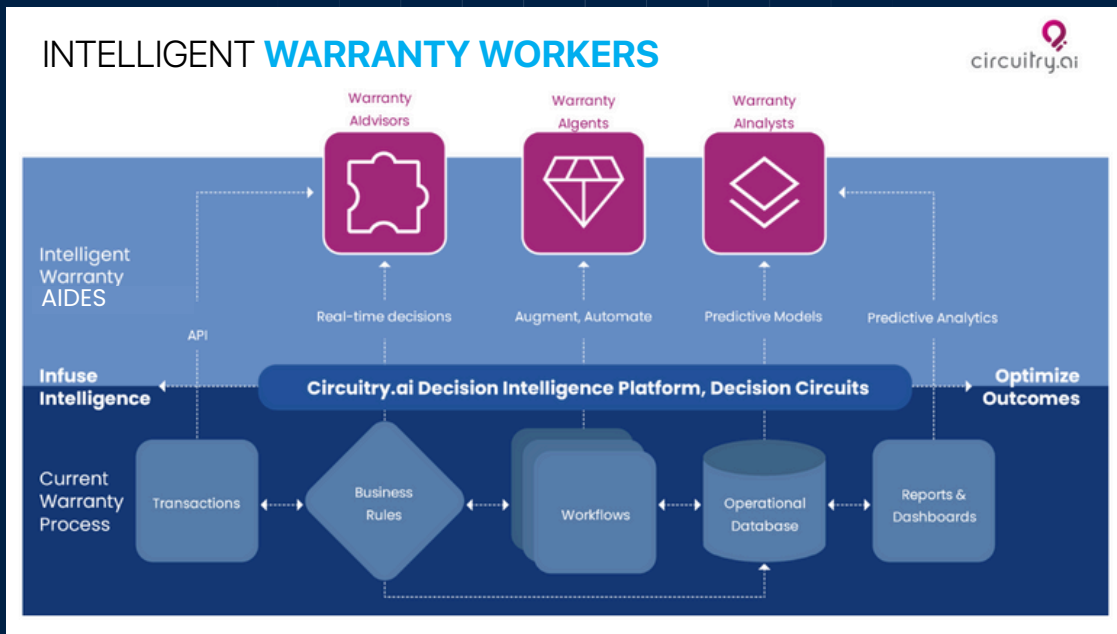 INTELLIGENT WARRANTY WORKERS
circuitry.ai
Warranty
AIdvisors
Warranty
AIgents
Warranty
AInalysts
Intelligent
Warranty
AIDES
API
Real-time decisions
Augment, Automate
Predictive Models
Predictive Analytics
Infuse
Intelligence
Circuitry.ai Decision Intelligence Platform, Decision Circuits
Optimize
Outcomes
Current
Warranty
Process
Transactions
Business
Rules
Workflows
Operational
Database
Reports &
Dashboards